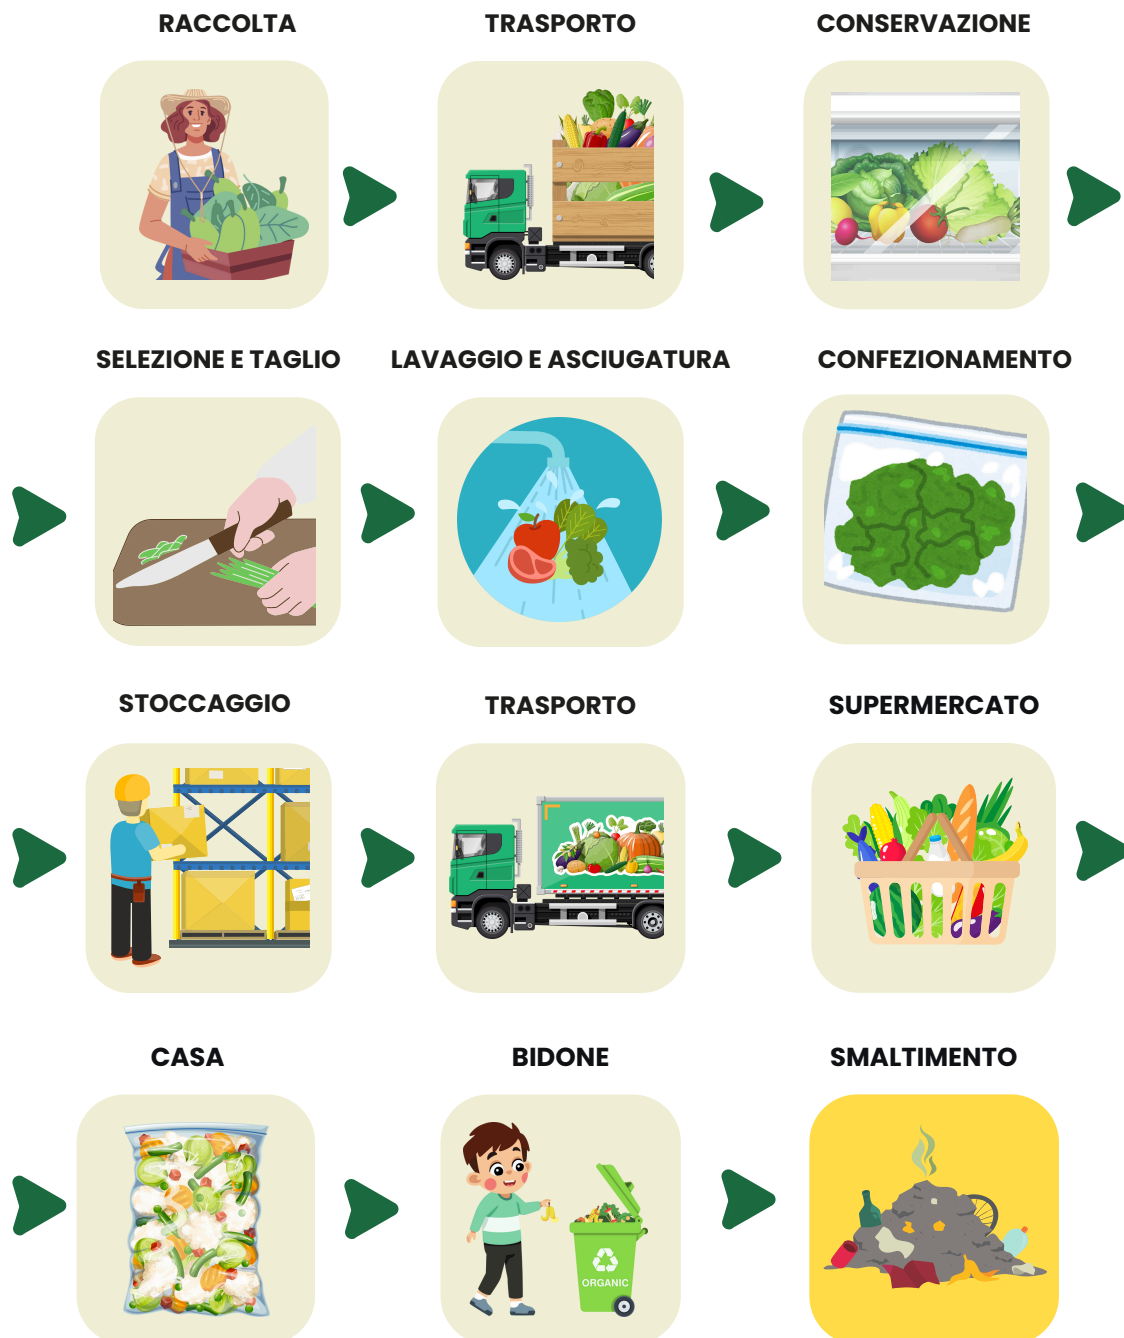 RACCOLTA
TRASPORTO
CONSERVAZIONE
SELEZIONE E TAGLIO
LAVAGGIO E ASCIUGATURA
CONFEZIONAMENTO
STOCCAGGIO
TRASPORTO
SUPERMERCATO
CASA
BIDONE
SMALTIMENTO
ORGANIC